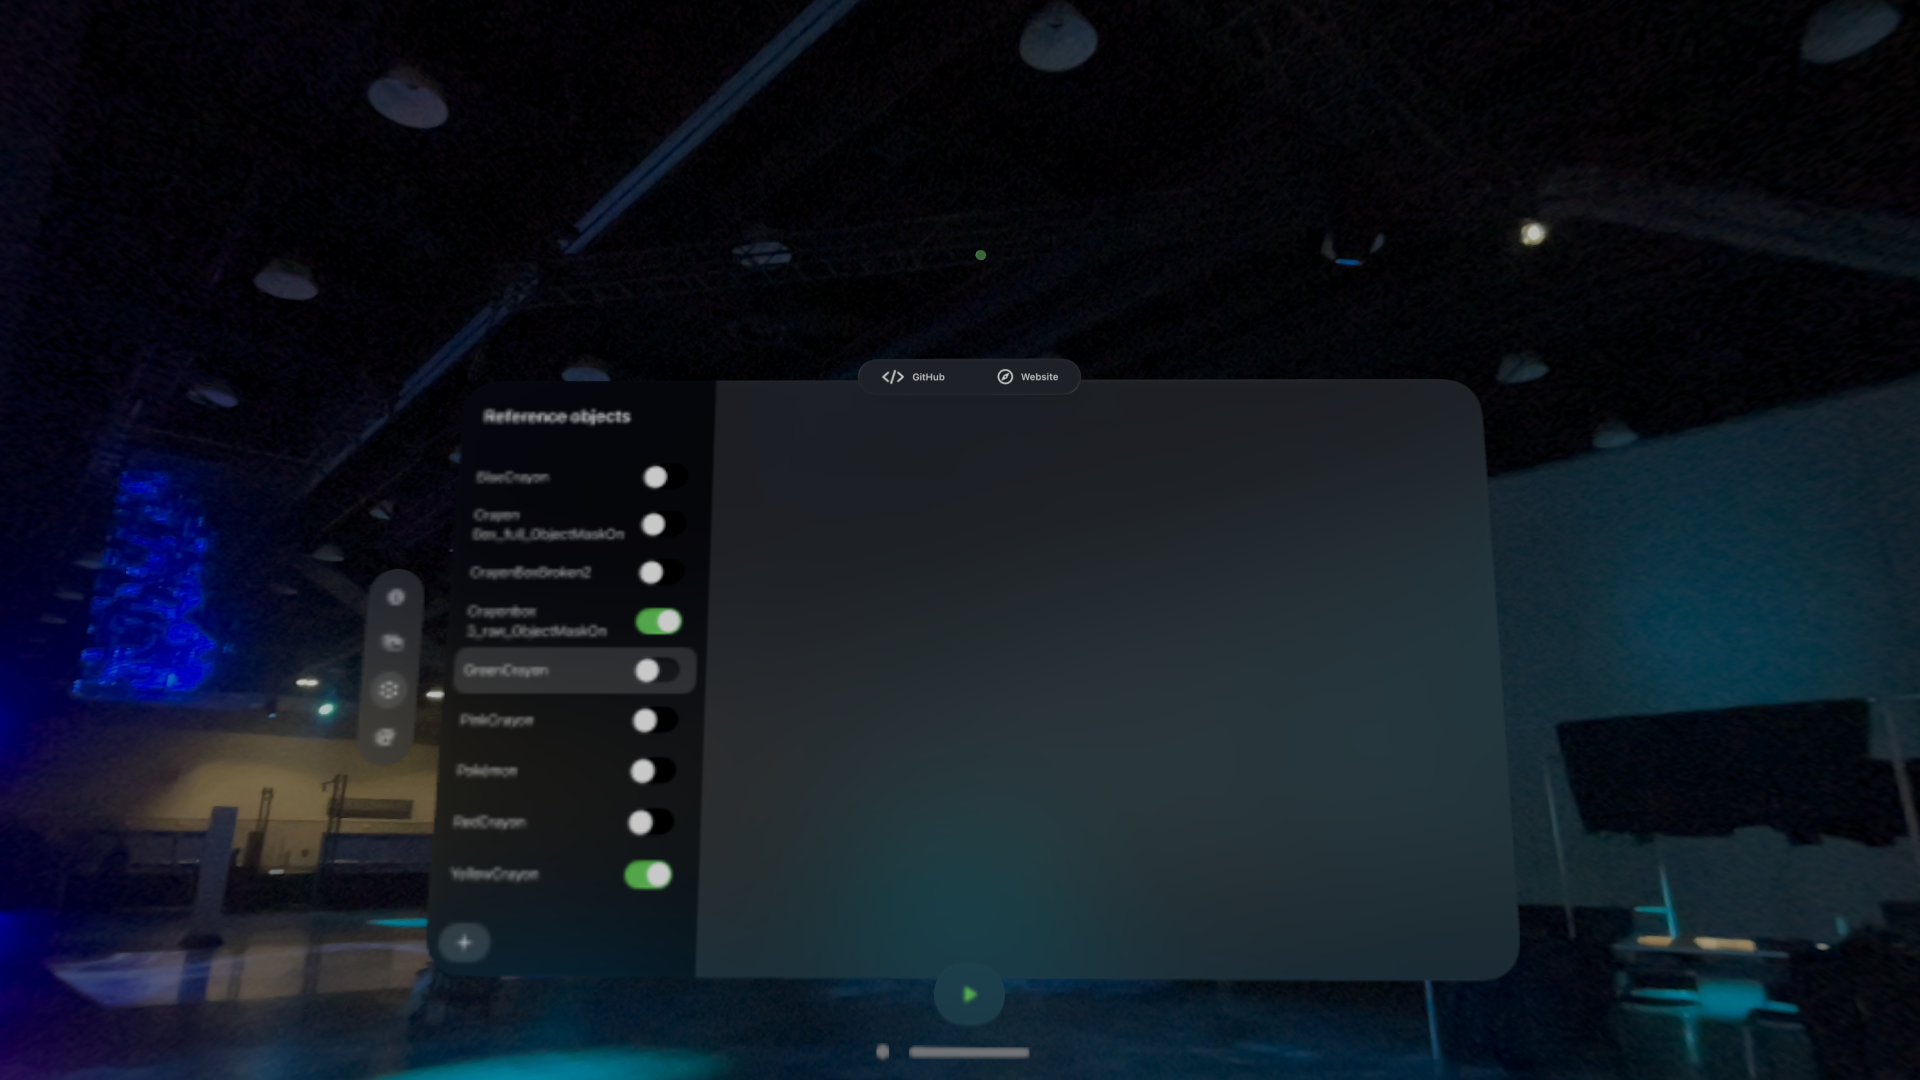 GitHub
Website
Reference objects
BlueCrayon
Crayon
Box_full_ObjectMaskOn
CrayonBoxBroken2
Crayonbox
3_raw_ObjectMaskOn
GreenCrayon
PinkCrayon
Pokémon
RedCrayon
YellowCrayon